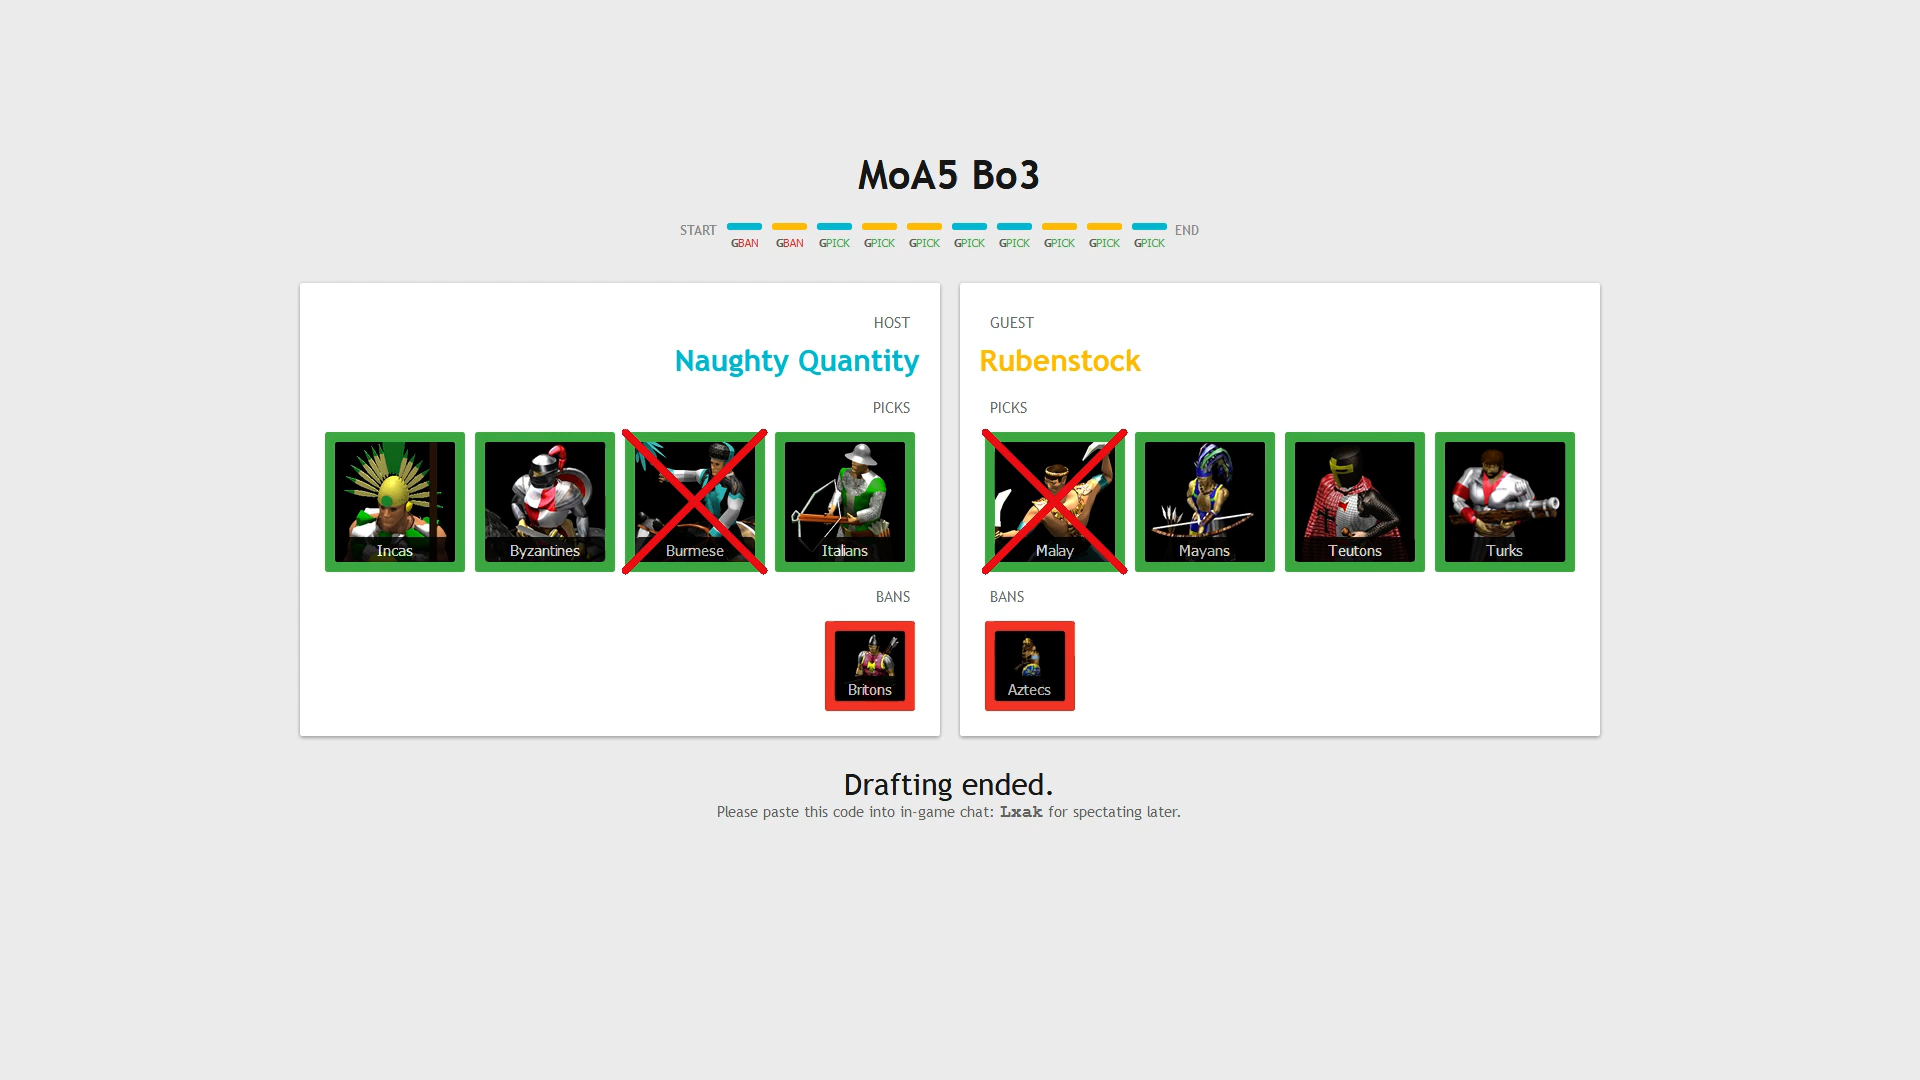 MoA5 Bo3
START GBAN GBAN GPICK GPICK GPICK GPICK GPICK GPICK GPICK GPICK END
HOST
Naughty Quantity
PICKS
Incas Byzantines Burmese Italians
BANS
Britons
GUEST
Rubenstock
PICKS
Malay Mayans Teutons Turks
BANS
Aztecs
Drafting ended.
Please paste this code into in-game chat: Lxak for spectating later.